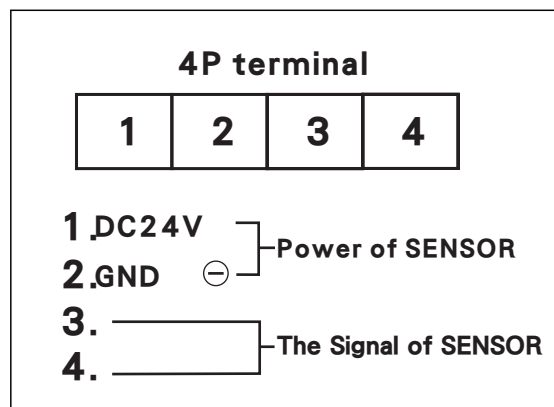 4P terminal
1 2 3 4
1.DC24V
Power of SENSOR
2.GND ⊖
3.
The Signal of SENSOR
4.